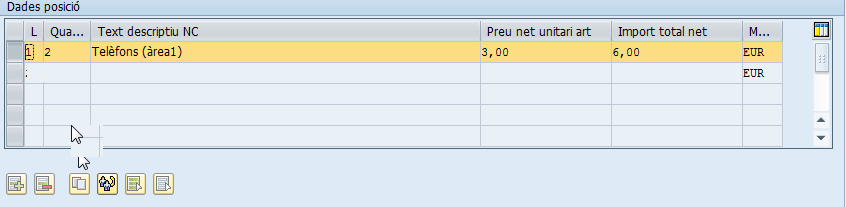 Dades posició
L Qua... Text descriptiu NC Preu net unitari art Import total net M...
1 2 Telèfons (àrea1) 3,00 6,00 EUR
EUR